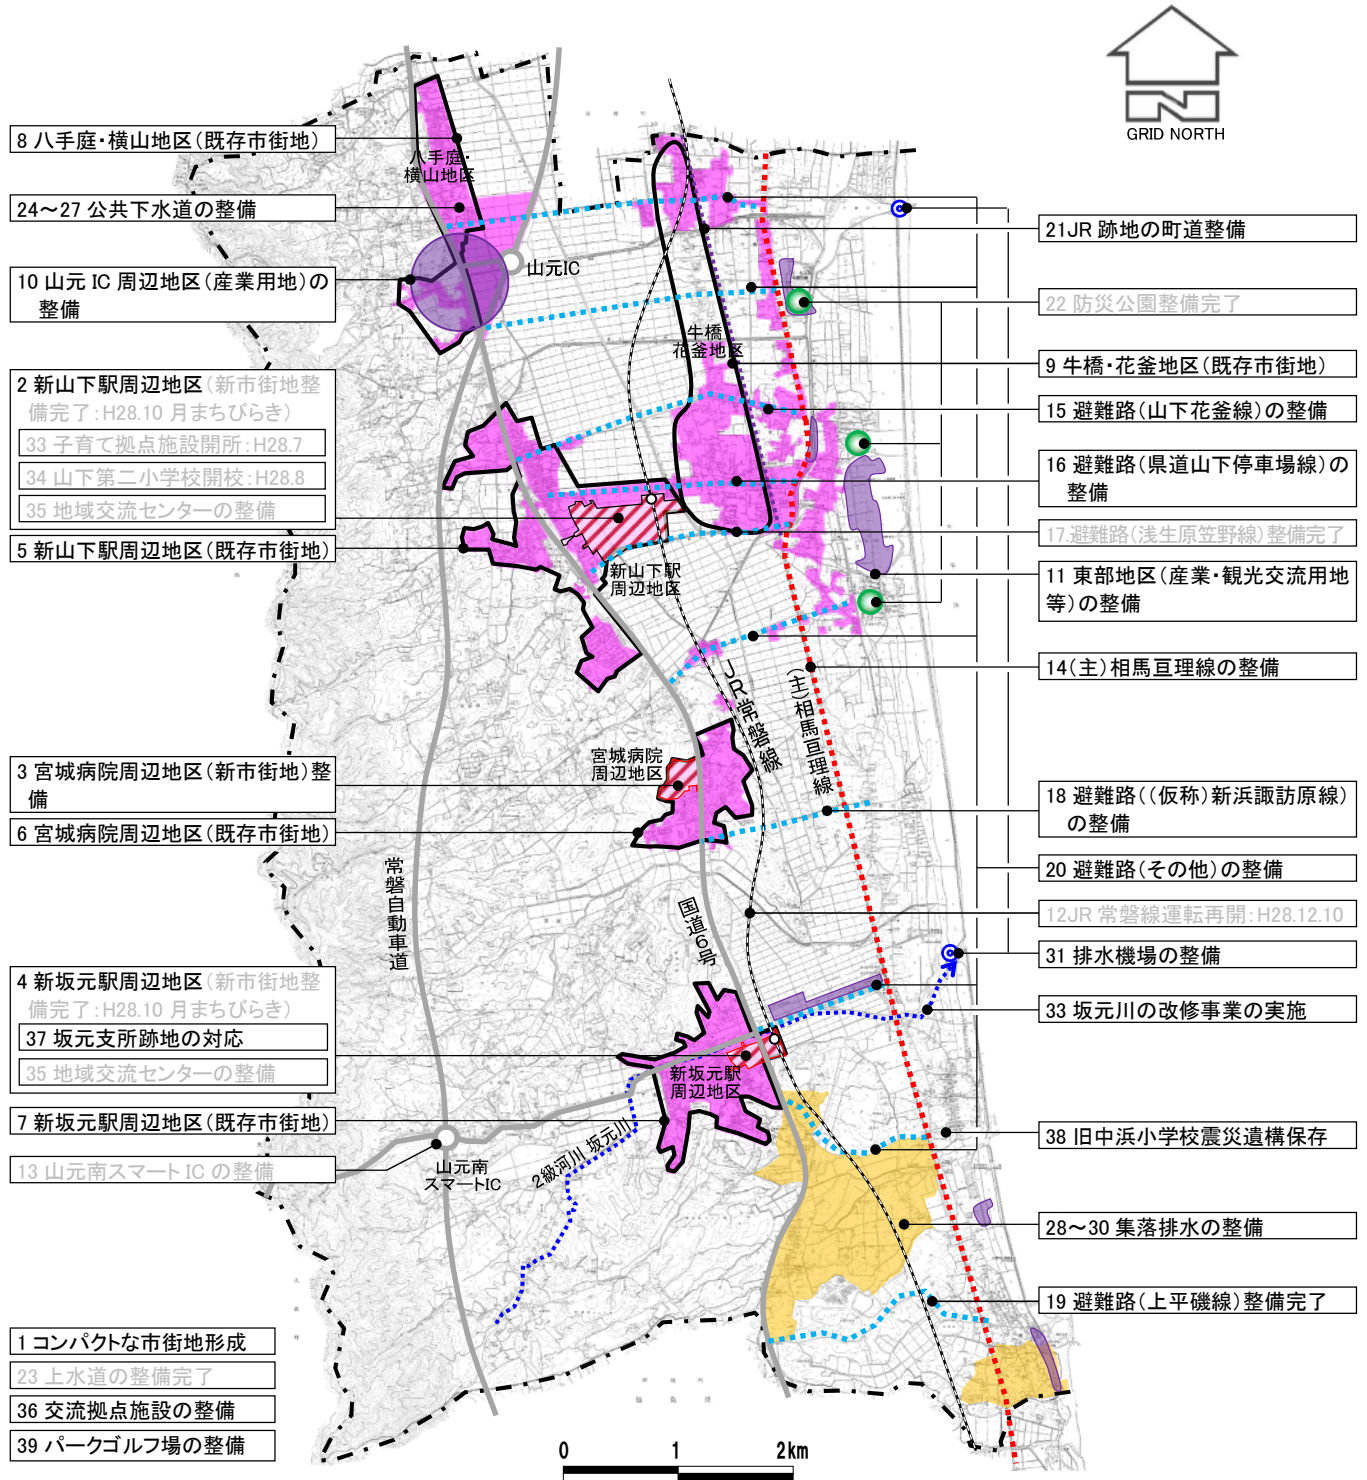 GRID NORTH
8 八手庭・横山地区(既存市街地)
24～27 公共下水道の整備
10 山元 IC 周辺地区(産業用地)の
整備
2 新山下駅周辺地区(新市街地整
備完了:H28.10 月まちびらき)
33 子育て拠点施設開所:H28.7
34 山下第二小学校開校:H28.8
35 地域交流センターの整備
5 新山下駅周辺地区(既存市街地)
3 宮城病院周辺地区(新市街地)整
備
6 宮城病院周辺地区(既存市街地)
4 新坂元駅周辺地区(新市街地整
備完了:H28.10 月まちびらき)
37 坂元支所跡地の対応
35 地域交流センターの整備
7 新坂元駅周辺地区(既存市街地)
13 山元南スマート IC の整備
1 コンパクトな市街地形成
23 上水道の整備完了
36 交流拠点施設の整備
39 パークゴルフ場の整備
八手庭・
横山地区
山元IC
牛橋
花釜地区
新山下駅
周辺地区
JR常磐線
(主)相馬亘理線
宮城病院
周辺地区
常磐自動車道
国道6号
新坂元駅
周辺地区
2級河川 坂元川
山元南
スマートIC
21JR 跡地の町道整備
22 防災公園整備完了
9 牛橋・花釜地区(既存市街地)
15 避難路(山下花釜線)の整備
16 避難路(県道山下停車場線)の
整備
17.避難路(浅生原笠野線)整備完了
11 東部地区(産業・観光交流用地
等)の整備
14(主)相馬亘理線の整備
18 避難路((仮称)新浜諏訪原線)
の整備
20 避難路(その他)の整備
12JR 常磐線運転再開:H28.12.10
31 排水機場の整備
33 坂元川の改修事業の実施
38 旧中浜小学校震災遺構保存
28～30 集落排水の整備
19 避難路(上平磯線)整備完了
0 1 2km